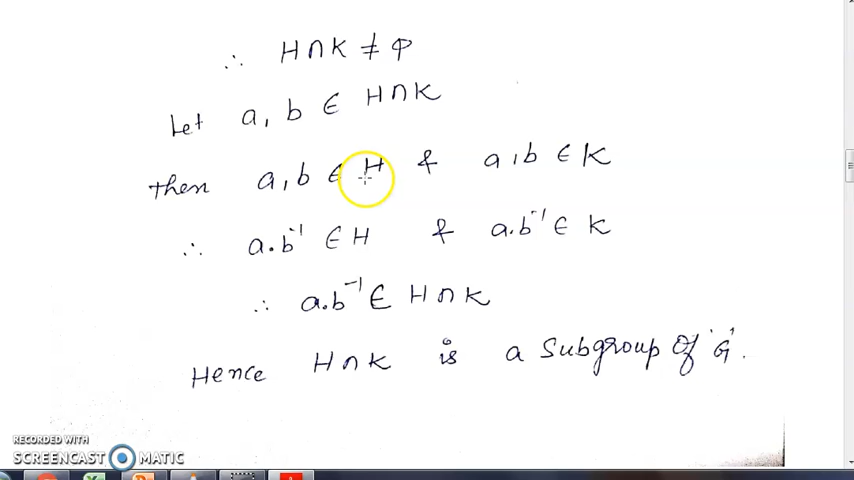 ∴ H∩K ≠ φ
Let a, b ∈ H∩K
then a, b ∈ H & a, b ∈ K
∴ a.b⁻¹ ∈ H & a.b⁻¹ ∈ K
∴ a.b⁻¹ ∈ H∩K
Hence H∩K is a Subgroup Of 'G'.
RECORDED WITH
SCREENCAST MATIC